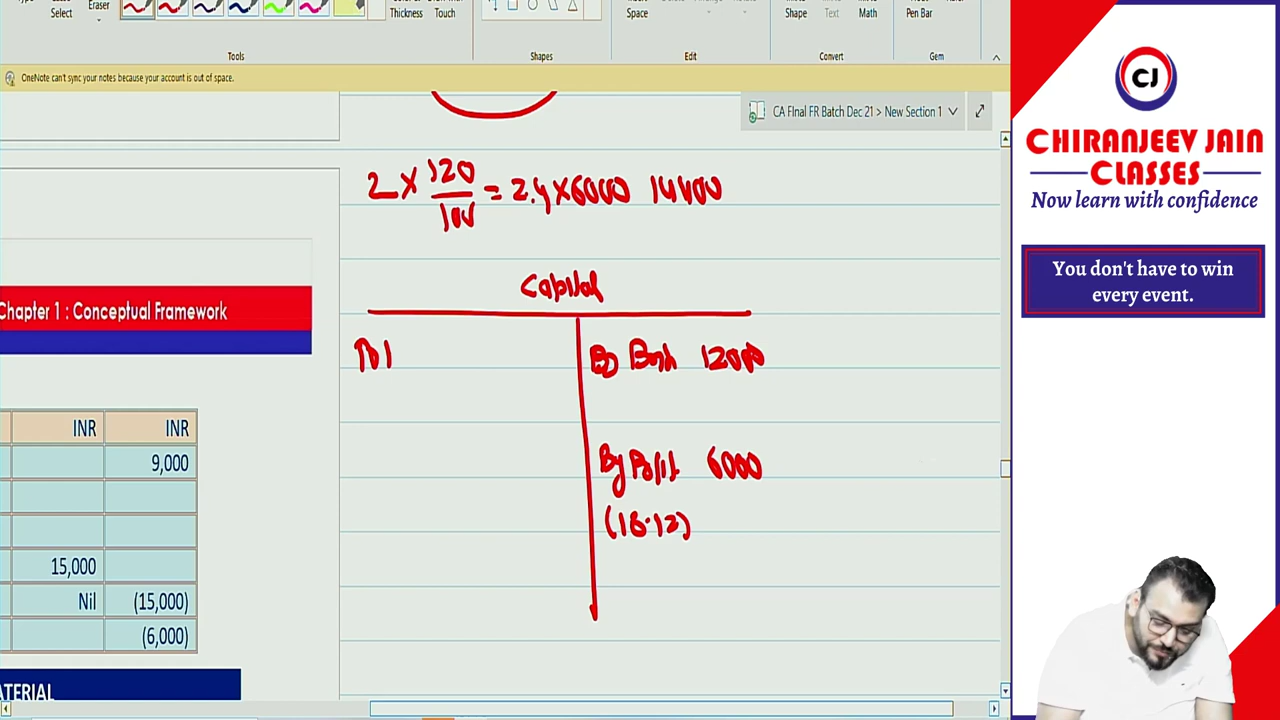 Eraser
Select
Thickness
Touch
Space
Shape
Text
Math
Pen Bar
Tools
Shapes
Edit
Convert
Gem
OneNote can't sync your notes because your account is out of space.
CA FInal FR Batch Dec 21 > New Section 1
2 × 120/100 = 2.4 × 6000 14400
Capital
By Bank 12000
By Profit 6000
(18-12)
Chapter 1 : Conceptual Framework
INR INR
9,000
15,000
Nil (15,000)
(6,000)
ATERIAL
CJ
CHIRANJEEV JAIN
CLASSES
Now learn with confidence
You don't have to win
every event.